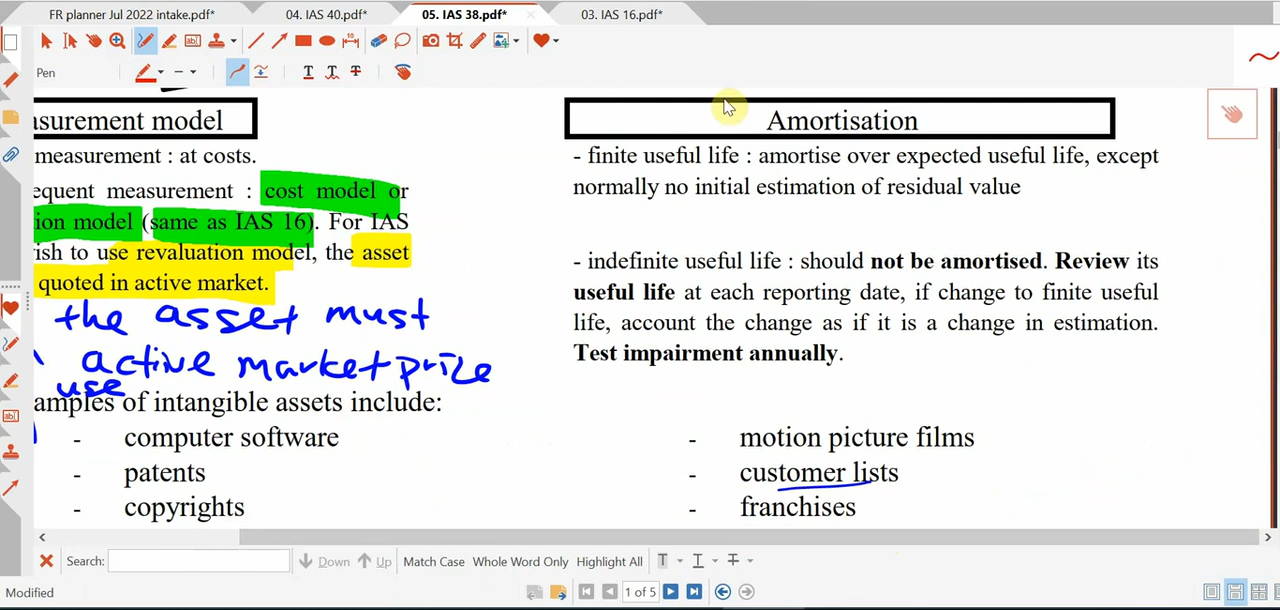 FR planner Jul 2022 intake.pdf*
04. IAS 40.pdf*
05. IAS 38.pdf*
03. IAS 16.pdf*
Pen
asurement model
measurement : at costs.
equent measurement : cost model or
ion model (same as IAS 16). For IAS
ish to use revaluation model, the asset
quoted in active market.
the asset must
active market price
use
amples of intangible assets include:
- computer software
- patents
- copyrights
Amortisation
- finite useful life : amortise over expected useful life, except
normally no initial estimation of residual value
- indefinite useful life : should not be amortised. Review its
useful life at each reporting date, if change to finite useful
life, account the change as if it is a change in estimation.
Test impairment annually.
- motion picture films
- customer lists
- franchises
Search: Down Up Match Case Whole Word Only Highlight All
Modified
1 of 5